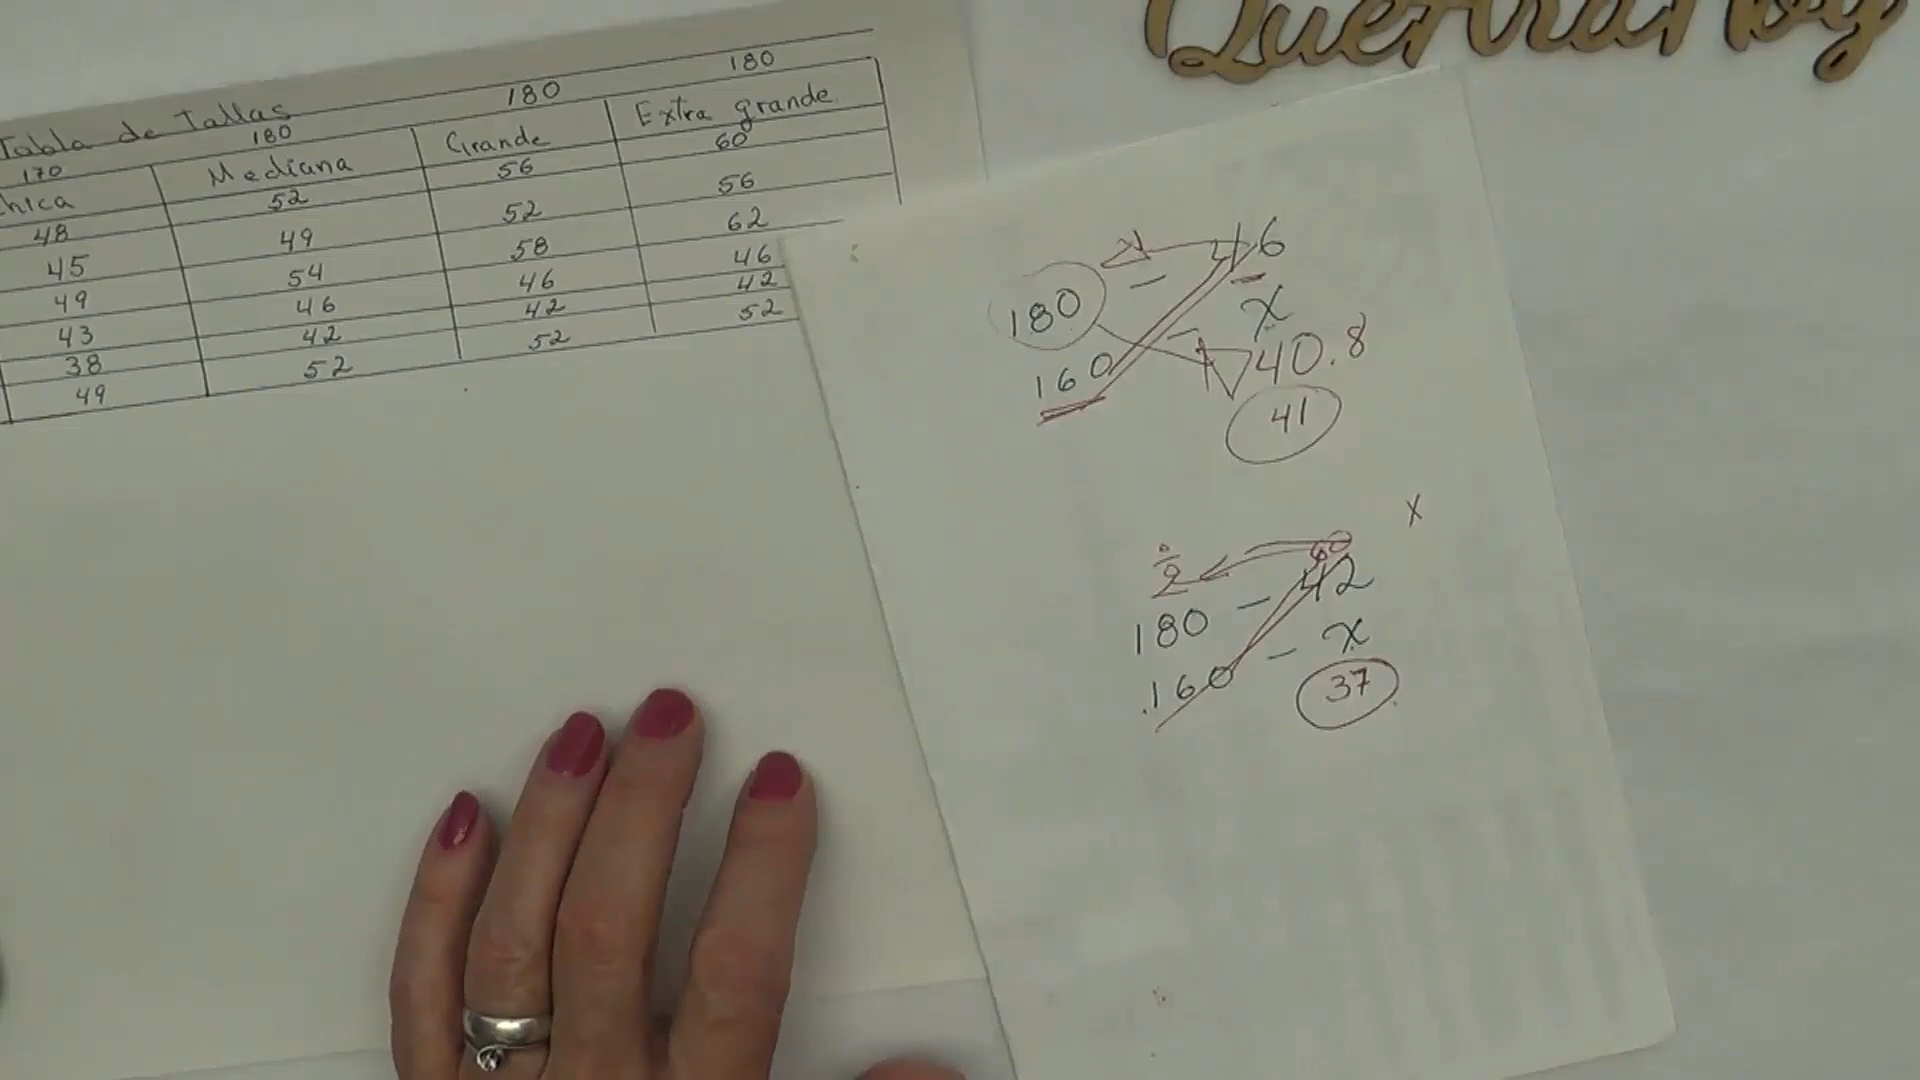 Tabla de Tallas
170 180 180 180
hica Mediana Grande Extra grande
48 52 56 60
45 49 52 56
49 54 58 62
43 46 46 46
38 42 42 42
49 52 52 52
180 - 46
160 - x
40.8
41
x
180 - 42
160 - x
37